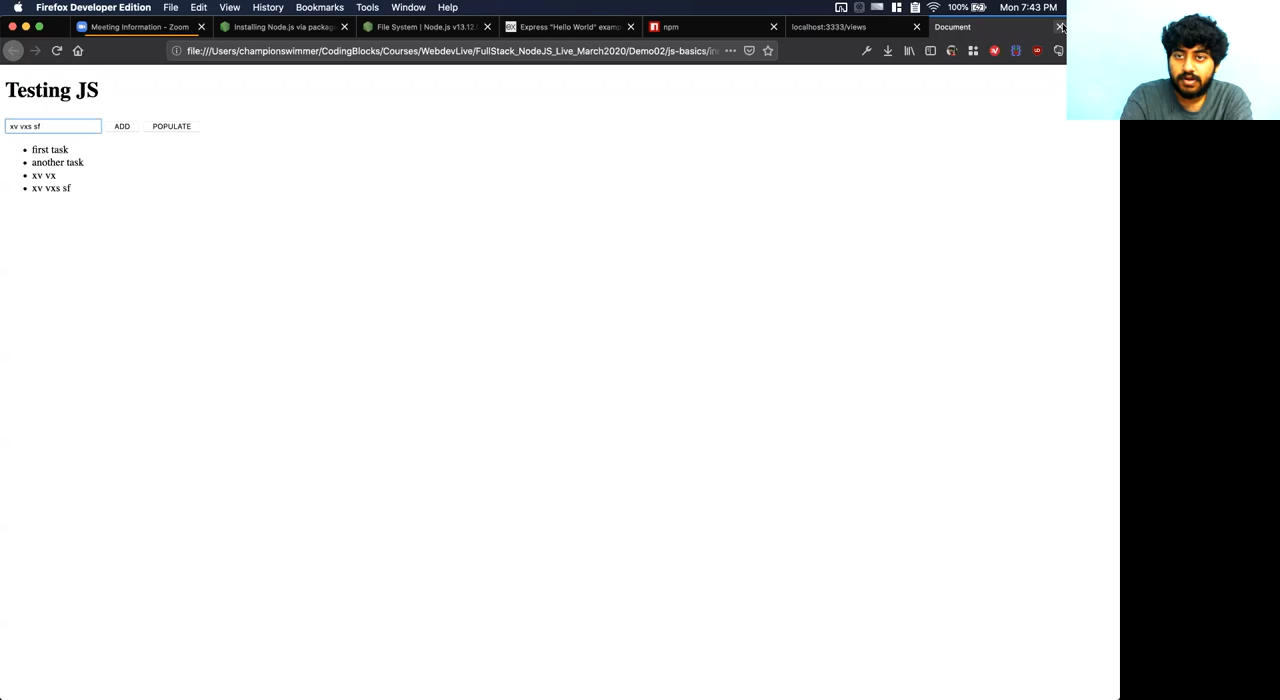 Firefox Developer Edition File Edit View History Bookmarks Tools Window Help 100% Mon 7:43 PM
Meeting Information - Zoom Installing Node.js via packag File System | Node.js v13.12. Express "Hello World" examp npm localhost:3333/views Document
file:///Users/championswimmer/CodingBlocks/Courses/WebdevLive/FullStack_NodeJS_Live_March2020/Demo02/js-basics/in
Testing JS
xv vxs sf ADD POPULATE
• first task
• another task
• xv vx
• xv vxs sf